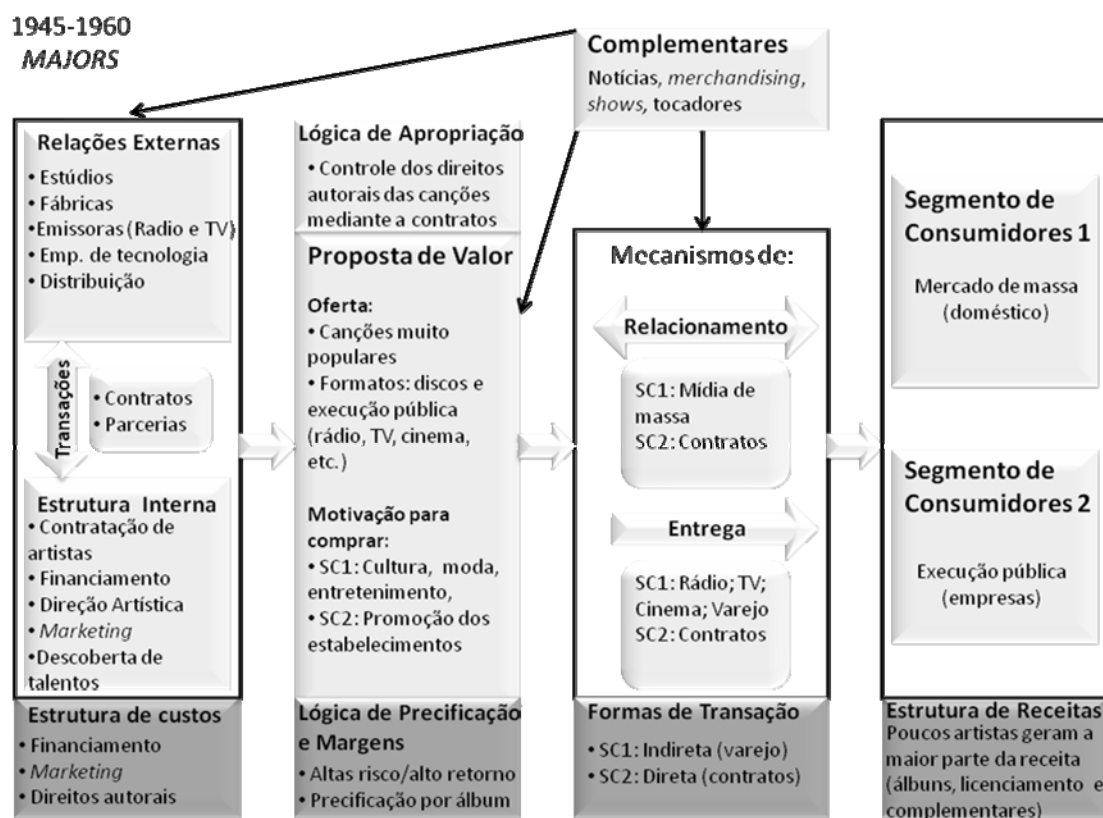 1945-1960
MAJORS
Complementares
Notícias, merchandising,
shows, tocadores
Relações Externas
• Estúdios
• Fábricas
•Emissoras (Radio e TV)
• Emp. de tecnologia
• Distribuição
Transações
• Contratos
• Parcerias
Estrutura Interna
• Contratação de
artistas
• Financiamento
• Direção Artística
• Marketing
•Descoberta de
talentos
Estrutura de custos
• Financiamento
• Marketing
• Direitos autorais
Lógica de Apropriação
• Controle dos direitos
autorais das canções
mediante a contratos
Proposta de Valor
Oferta:
• Canções muito
populares
• Formatos: discos e
execução pública
(rádio, TV, cinema,
etc.)
Motivação para
comprar:
• SC1: Cultura, moda,
entretenimento,
• SC2: Promoção dos
estabelecimentos
Lógica de Precificação
e Margens
• Altas risco/alto retorno
• Precificação por álbum
Mecanismos de:
Relacionamento
SC1: Mídia de
massa
SC2: Contratos
Entrega
SC1: Rádio; TV;
Cinema; Varejo
SC2: Contratos
Formas de Transação
• SC1: Indireta (varejo)
• SC2: Direta (contratos)
Segmento de
Consumidores 1
Mercado de massa
(doméstico)
Segmento de
Consumidores 2
Execução pública
(empresas)
Estrutura de Receitas
Poucos artistas geram a
maior parte da receita
(álbuns, licenciamento e
complementares)